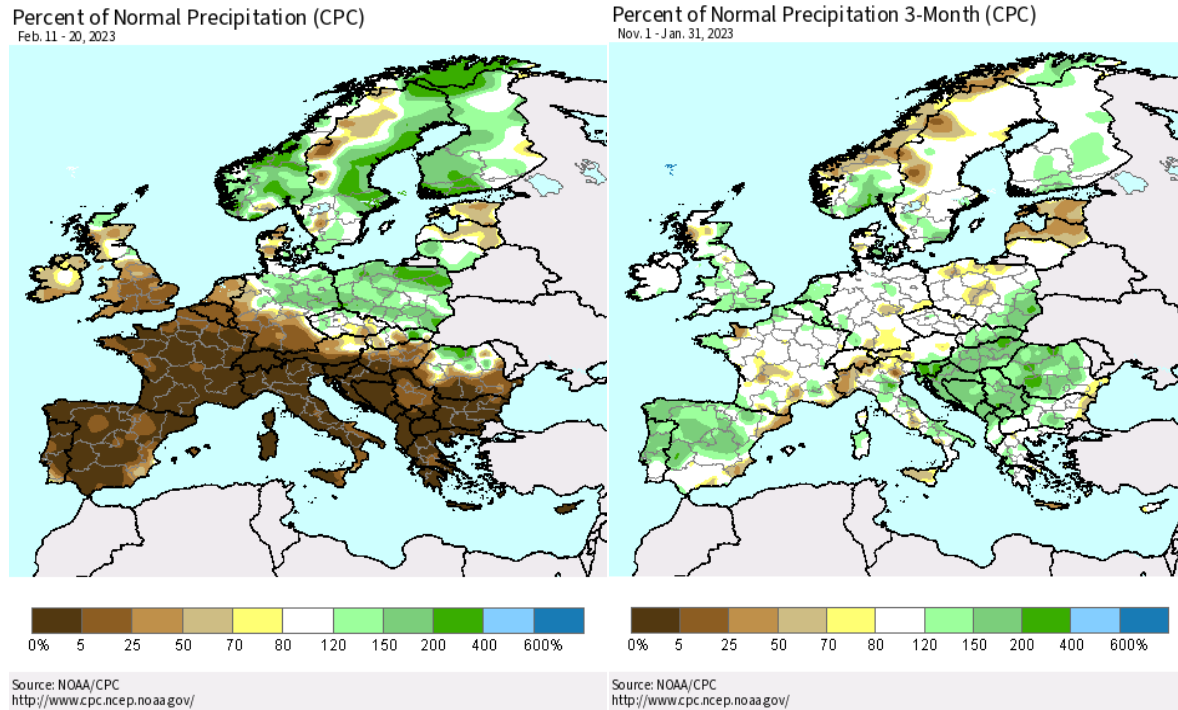 Percent of Normal Precipitation (CPC)
Feb. 11 - 20, 2023
0% 5 25 50 70 80 120 150 200 400 600%
Source: NOAA/CPC
http://www.cpc.ncep.noaa.gov/
Percent of Normal Precipitation 3-Month (CPC)
Nov. 1 - Jan. 31, 2023
0% 5 25 50 70 80 120 150 200 400 600%
Source: NOAA/CPC
http://www.cpc.ncep.noaa.gov/